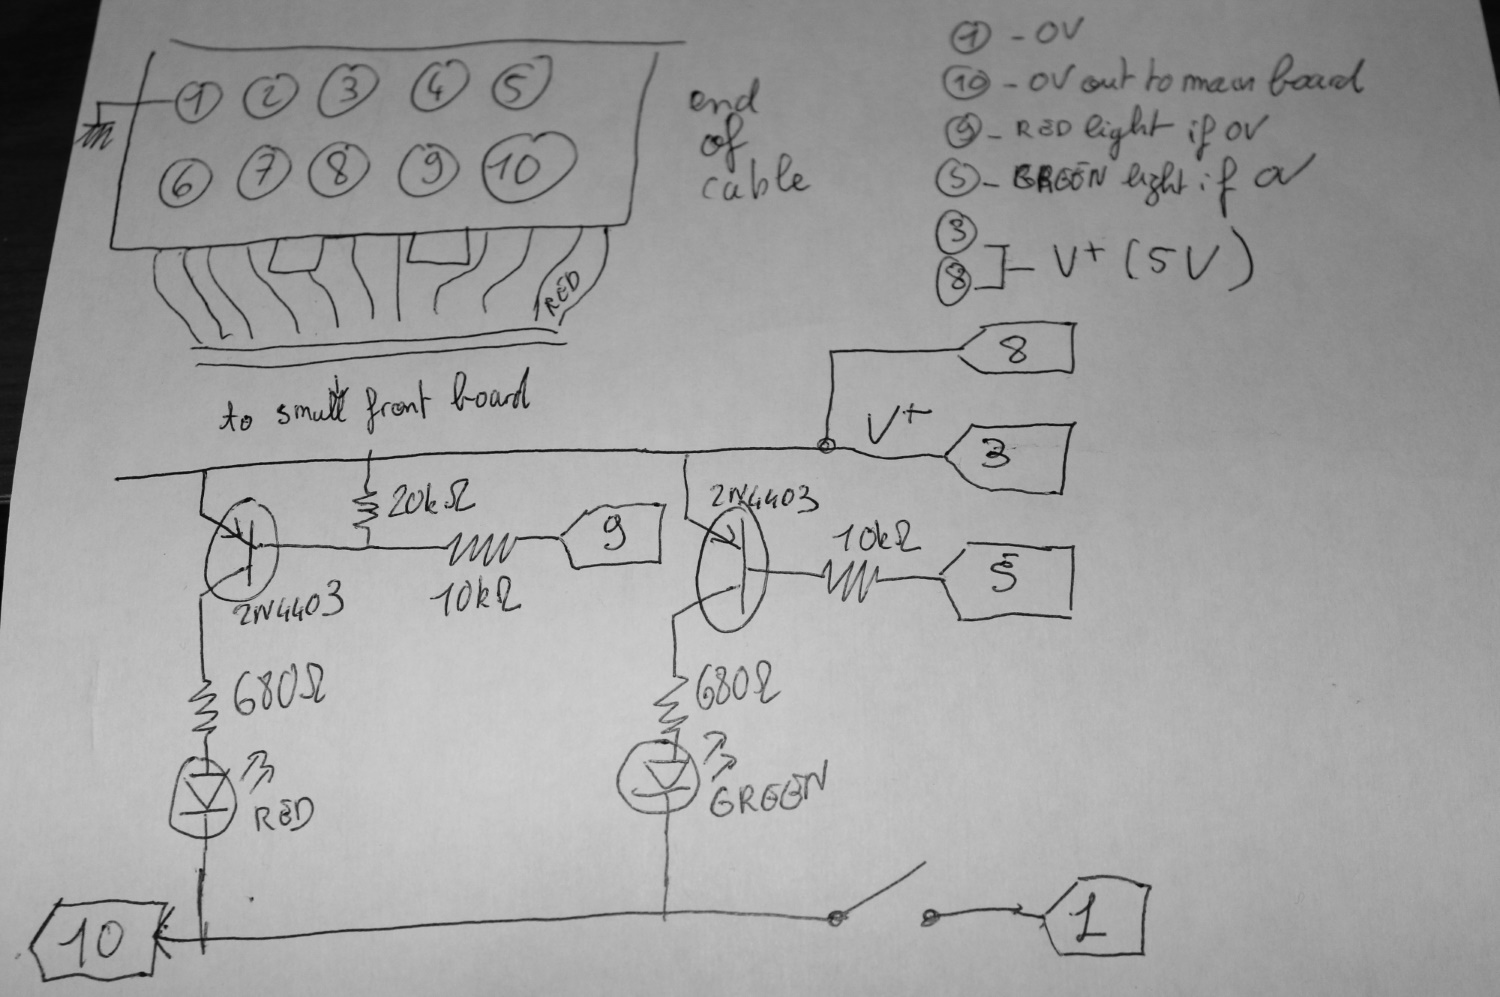 1 2 3 4 5
6 7 8 9 10
end
of
cable
1 - 0V
10 - 0V out to main board
9 - RED light if 0V
5 - GREEN light if 0V
3
8
V+ (5V)
RED
to small front board
8
V+
3
20kΩ
2N4403
9
10kΩ
5
2N4403
10kΩ
680Ω
680Ω
RED
GREEN
10
1